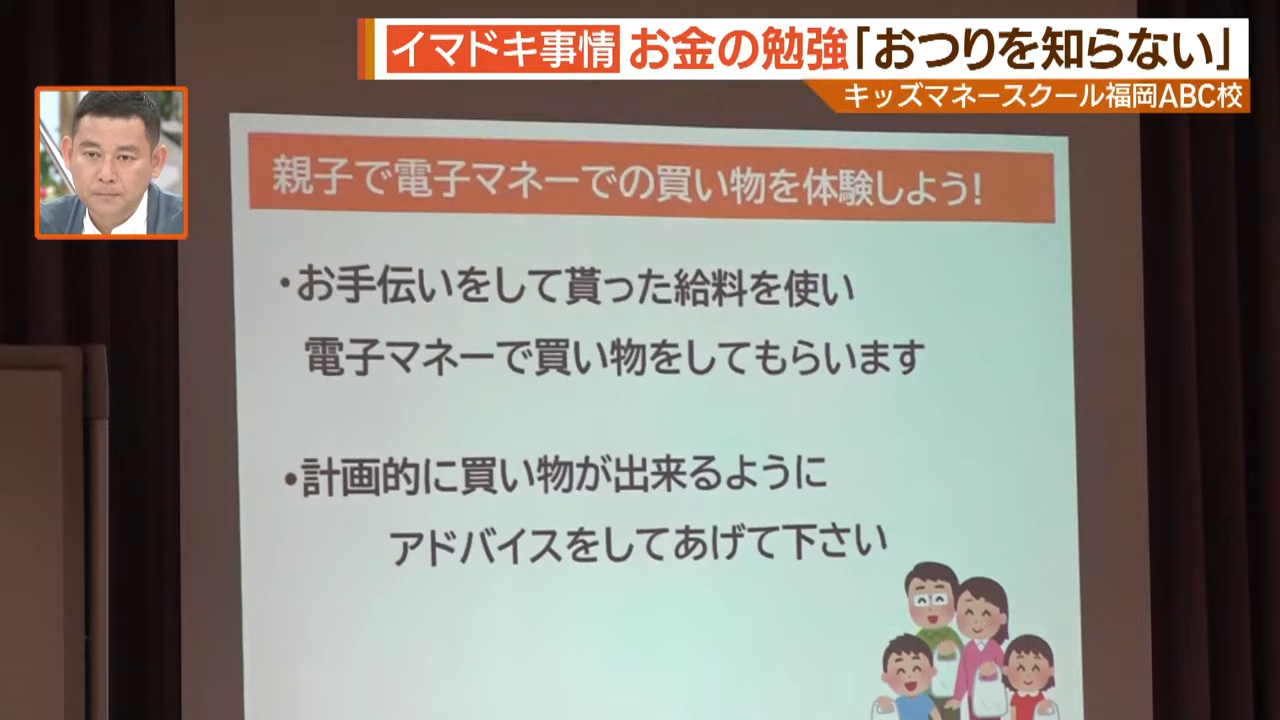 イマドキ事情 お金の勉強「おつりを知らない」
キッズマネースクール福岡ABC校
親子で電子マネーでの買い物を体験しよう!
・お手伝いをして貰った給料を使い
電子マネーで買い物をしてもらいます
・計画的に買い物が出来るように
アドバイスをしてあげて下さい